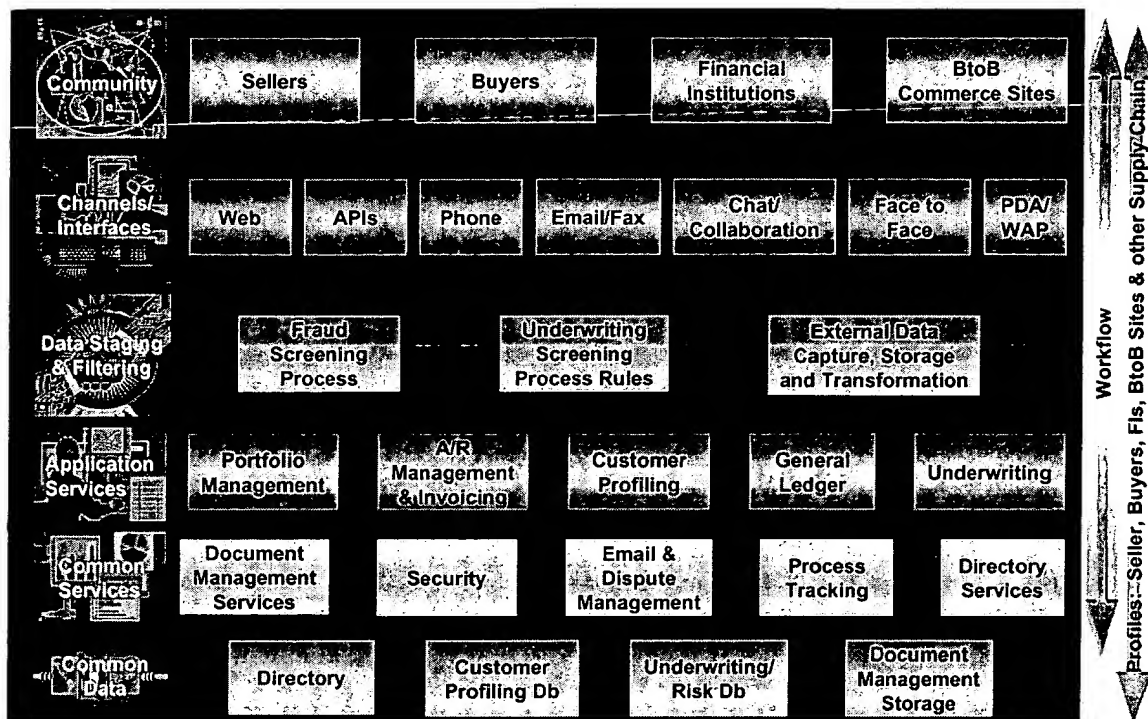 Community
Sellers
Buyers
Financial
Institutions
BtoB
Commerce Sites
Channels/
Interfaces
Web
APIs
Phone
Email/Fax
Chat/
Collaboration
Face to
Face
PDA/
WAP
Data Staging
& Filtering
Fraud
Screening
Process
Underwriting
Screening
Process Rules
External Data
Capture, Storage
and Transformation
Application
Services
Portfolio
Management
A/R
Management
& Invoicing
Customer
Profiling
General
Ledger
Underwriting
Common
Services
Document
Management
Services
Security
Email &
Dispute
Management
Process
Tracking
Directory
Services
Common
Data
Directory
Customer
Profiling Db
Underwriting/
Risk Db
Document
Management
Storage
Workflow
Profiles--Seller, Buyers, FIs, BtoB Sites & other Supply Chain